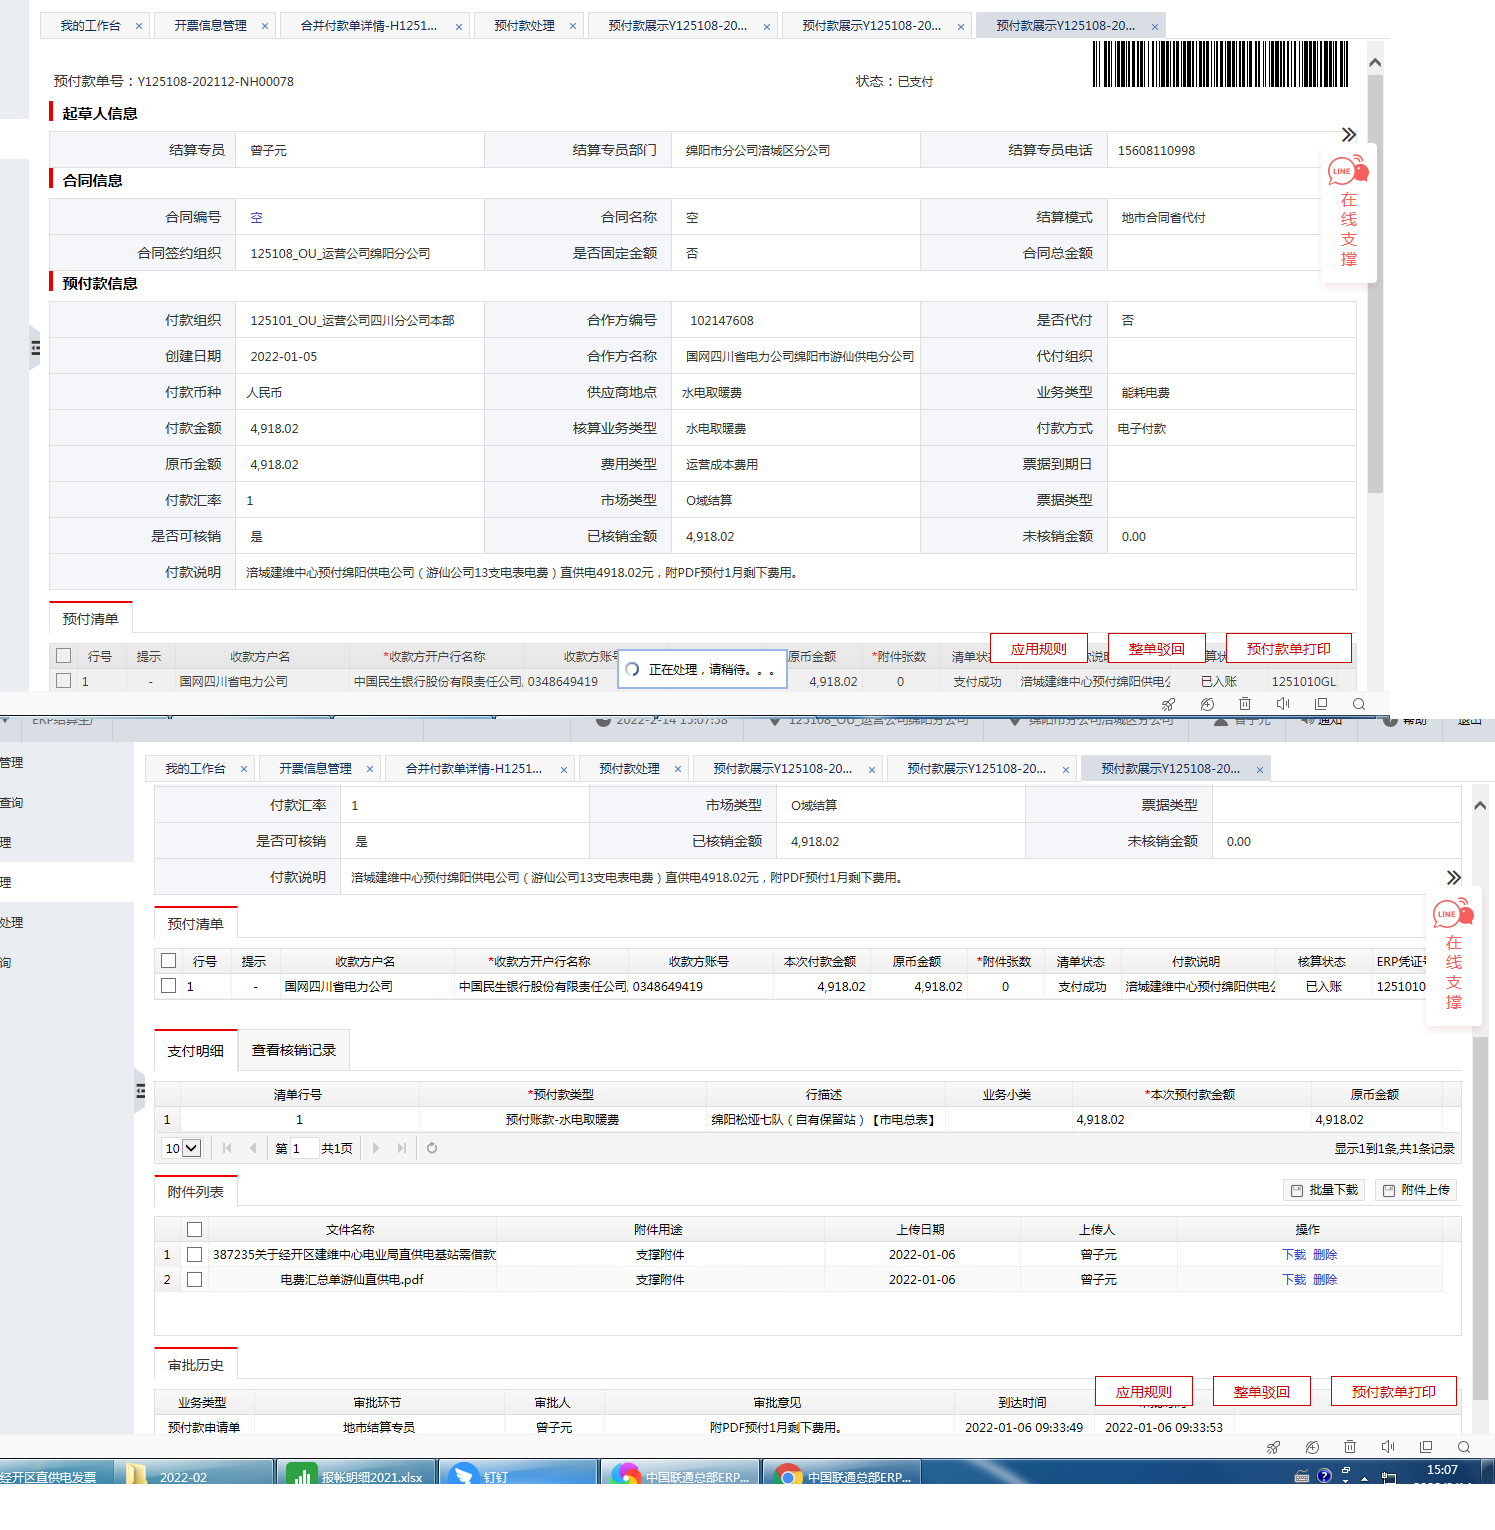 我的工作台 × 开票信息管理 × 合并付款单详情-H1251... × 预付款处理 × 预付款展示Y125108-20... × 预付款展示Y125108-20... × 预付款展示Y125108-20... ×
预付款单号：Y125108-202112-NH00078 状态：已支付
起草人信息
结算专员 曾子元 结算专员部门 绵阳市分公司涪城区分公司 结算专员电话 15608110998
合同信息
合同编号 空 合同名称 空 结算模式 地市合同省代付
合同签约组织 125108_OU_运营公司绵阳分公司 是否固定金额 否 合同总金额
LINE
在线支撑
预付款信息
付款组织 125101_OU_运营公司四川分公司本部 合作方编号 102147608 是否代付 否
创建日期 2022-01-05 合作方名称 国网四川省电力公司绵阳市游仙供电分公司 代付组织
付款币种 人民币 供应商地点 水电取暖费 业务类型 能耗电费
付款金额 4,918.02 核算业务类型 水电取暖费 付款方式 电子付款
原币金额 4,918.02 费用类型 运营成本费用 票据到期日
付款汇率 1 市场类型 O域结算 票据类型
是否可核销 是 已核销金额 4,918.02 未核销金额 0.00
付款说明 涪城建维中心预付绵阳供电公司（游仙公司13支电表电费）直供电4918.02元，附PDF预付1月剩下费用。
预付清单
应用规则 整单驳回 预付款单打印
行号 提示 收款方户名 *收款方开户行名称 收款方账号 原币金额 *附件张数 清单状
正在处理，请稍待。。。
1 - 国网四川省电力公司 中国民生银行股份有限责任公司 0348649419 4,918.02 0 支付成功 涪城建维中心预付绵阳供电公 已入账 1251010GL
ERP结算生产 2022-2-14 15:07:58 125108_OU_运营公司绵阳分公司 绵阳市分公司涪城区分公司 曾子元 通知 帮助 退出
管理
查询
理
理
处理
询
我的工作台 × 开票信息管理 × 合并付款单详情-H1251... × 预付款处理 × 预付款展示Y125108-20... × 预付款展示Y125108-20... × 预付款展示Y125108-20... ×
付款汇率 1 市场类型 O域结算 票据类型
是否可核销 是 已核销金额 4,918.02 未核销金额 0.00
付款说明 涪城建维中心预付绵阳供电公司（游仙公司13支电表电费）直供电4918.02元，附PDF预付1月剩下费用。
LINE
在线支撑
预付清单
行号 提示 收款方户名 *收款方开户行名称 收款方账号 本次付款金额 原币金额 *附件张数 清单状态 付款说明 核算状态 ERP凭证号
1 - 国网四川省电力公司 中国民生银行股份有限责任公司 0348649419 4,918.02 4,918.02 0 支付成功 涪城建维中心预付绵阳供电公 已入账 1251010
支付明细 查看核销记录
清单行号 *预付款类型 行描述 业务小类 *本次预付款金额 原币金额
1 1 预付账款-水电取暖费 绵阳松垭七队（自有保留站）【市电总表】 4,918.02 4,918.02
10 第 1 共1页 显示1到1条,共1条记录
附件列表 批量下载 附件上传
文件名称 附件用途 上传日期 上传人 操作
1 387235关于经开区建维中心电业局直供电基站需借款 支撑附件 2022-01-06 曾子元 下载 删除
2 电费汇总单游仙直供电.pdf 支撑附件 2022-01-06 曾子元 下载 删除
审批历史
应用规则 整单驳回 预付款单打印
业务类型 审批环节 审批人 审批意见 到达时间
预付款申请单 地市结算专员 曾子元 附PDF预付1月剩下费用。 2022-01-06 09:33:49 2022-01-06 09:33:53
经开区直供电发票 2022-02 报帐明细2021.xlsx 钉钉 中国联通总部ERP... 中国联通总部ERP... 15:07